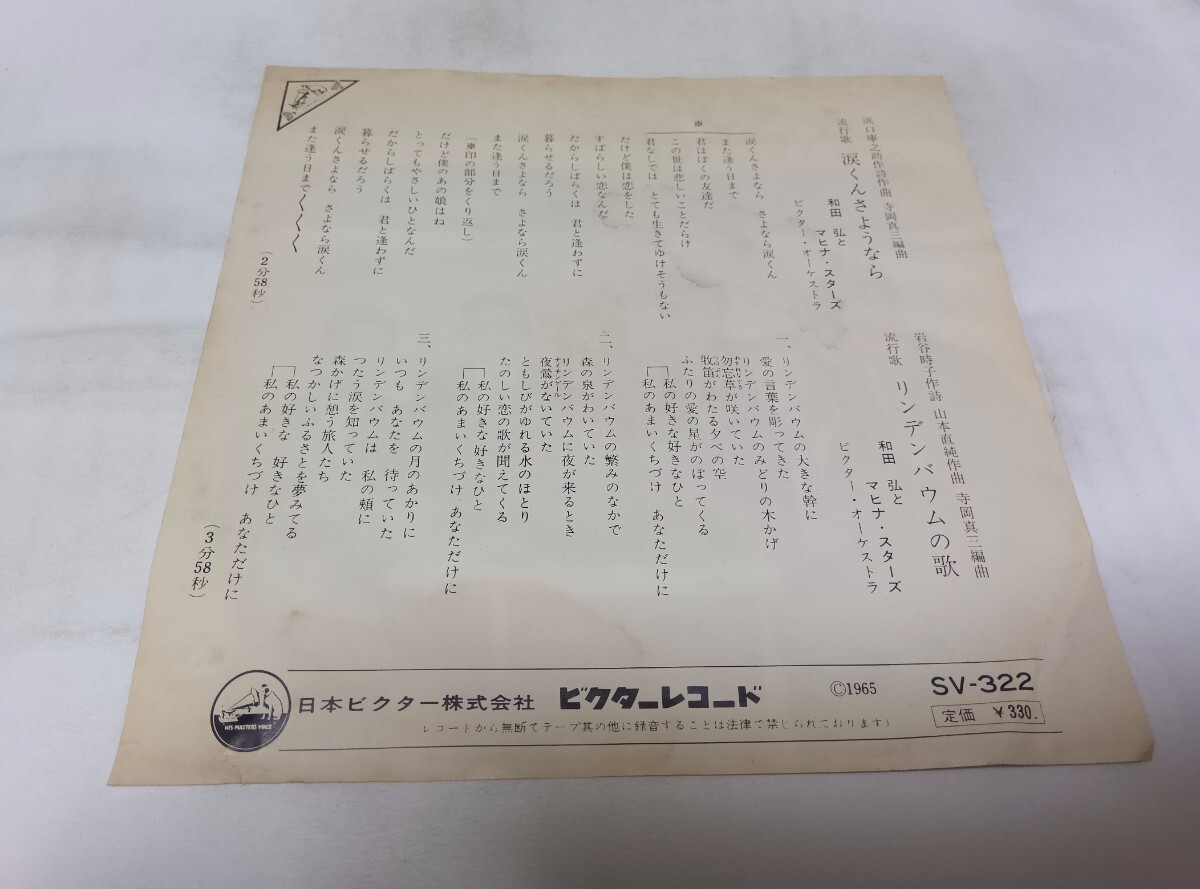 浜口庫之助作詩作曲 寺岡真三編曲
流行歌 涙くんさようなら
和田 弘と
マヒナ・スターズ
ビクター・オーケストラ
※
涙くんさよなら さよなら涙くん
また逢う日まで
君はぼくの友達だ
この世は悲しいことだらけ
君なしでは とても生きてゆけそうもない
だけど僕は恋をした
すばらしい恋なんだ
だからしばらくは 君と逢わずに
暮らせるだろう
涙くんさよなら さよなら涙くん
また逢う日まで
(※印の部分をくり返し)
だけど僕のあの娘はね
とってもやさしいひとなんだ
だからしばらくは 君と逢わずに
暮らせるだろう
涙くんさよなら さよなら涙くん
また逢う日まで〱〱〱
(2分58秒)
岩谷時子作詩 山本直純作曲 寺岡真三編曲
流行歌 リンデンバウムの歌
和田 弘と
マヒナ・スターズ
ビクター・オーケストラ
一、リンデンバウムの大きな幹に
愛の言葉を彫ってきた
リンデンバウムのみどりの木かげ
勿忘草が咲いていた
牧笛がわたる夕べの空
ふたりの愛の星がのぼってくる
私の好きな好きなひと
私のあまいくちづけ あなただけに
二、リンデンバウムの繁みのなかで
森の泉がわいていた
リンデンバウムに夜が来るとき
夜鶯がないていた
ともしびがゆれる水のほとり
たのしい恋の歌が聞えてくる
私の好きな 好きなひと
私のあまいくちづけ あなただけに
三、リンデンバウムの月のあかりに
いつも あなたを 待っていた
リンデンバウムは 私の頬に
つたう涙を知っていた
森かげに憩う旅人たち
なつかしいふるさとを夢みてる
私の好きな 好きなひと
私のあまいくちづけ あなただけに
(3分58秒)
HIS MASTER'S VOICE
日本ビクター株式会社 ビクターレコード ©1965 SV-322
定価 ¥330.
レコードから無断でテープ其の他に録音することは法律で禁じられております)